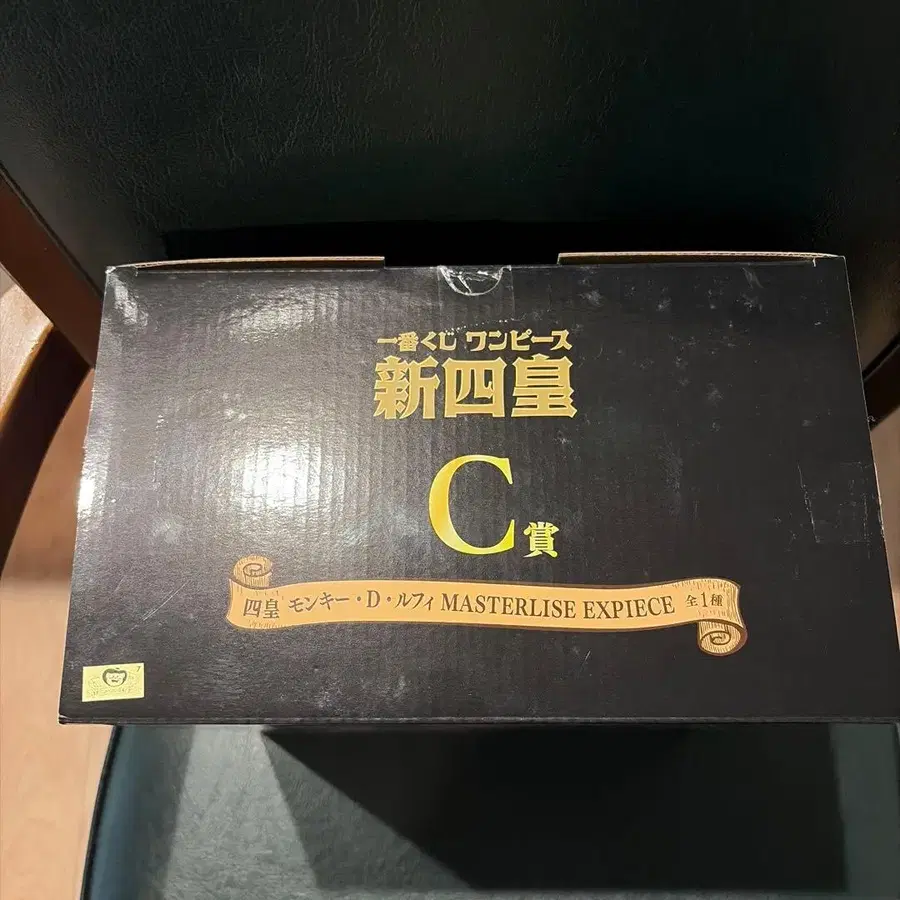 一番くじ ワンピース
新四皇
C賞
四皇 モンキー・D・ルフィ MASTERLISE EXPIECE 全1種